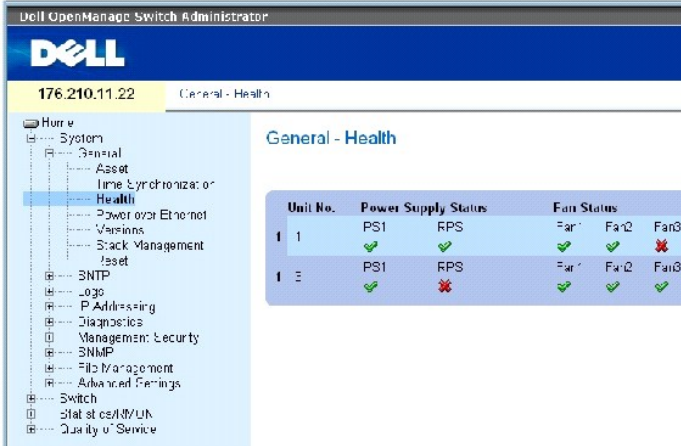 Dell OpenManage Switch Administrator
DELL
176.210.11.22
General - Health
Home
System
General
Asset
Time Synchronization
Health
Power over Ethernet
Versions
Stack Management
Reset
SNTP
Logs
IP Addressing
Diagnostics
Management Security
SNMP
File Management
Advanced Settings
Switch
Statistics/RMON
Quality of Service
General - Health
Unit No. Power Supply Status Fan Status
PS1 RPS Fan1 Fan2 Fan3
1 1
PS1 RPS Fan1 Fan2 Fan3
1